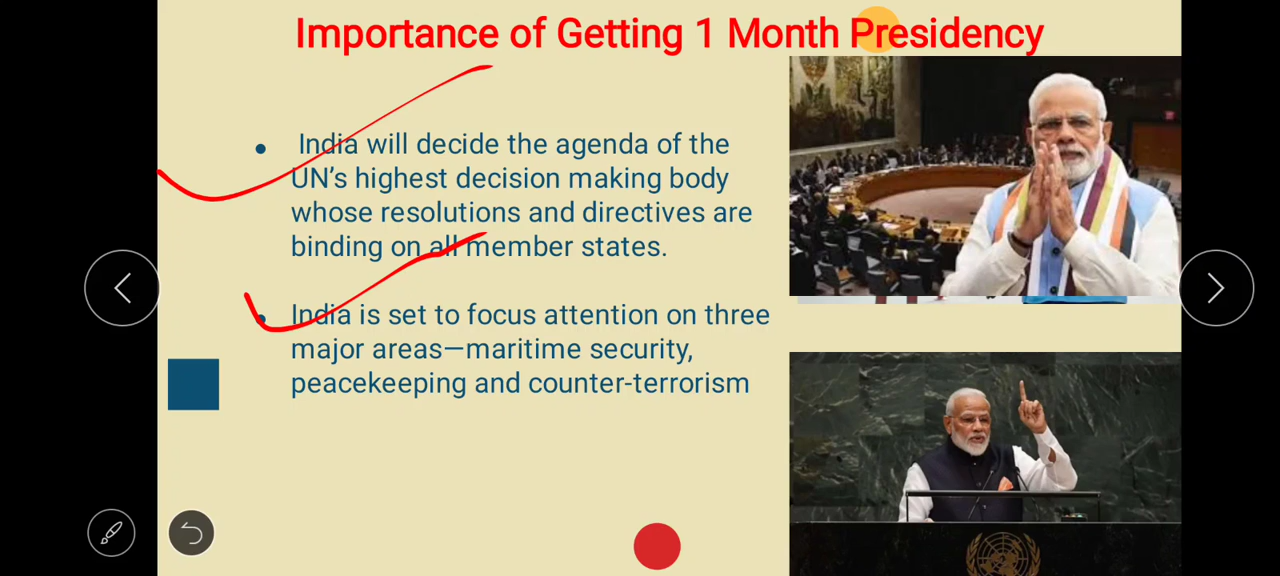 Importance of Getting 1 Month Presidency
India will decide the agenda of the
UN’s highest decision making body
whose resolutions and directives are
binding on all member states.
India is set to focus attention on three
major areas—maritime security,
peacekeeping and counter-terrorism